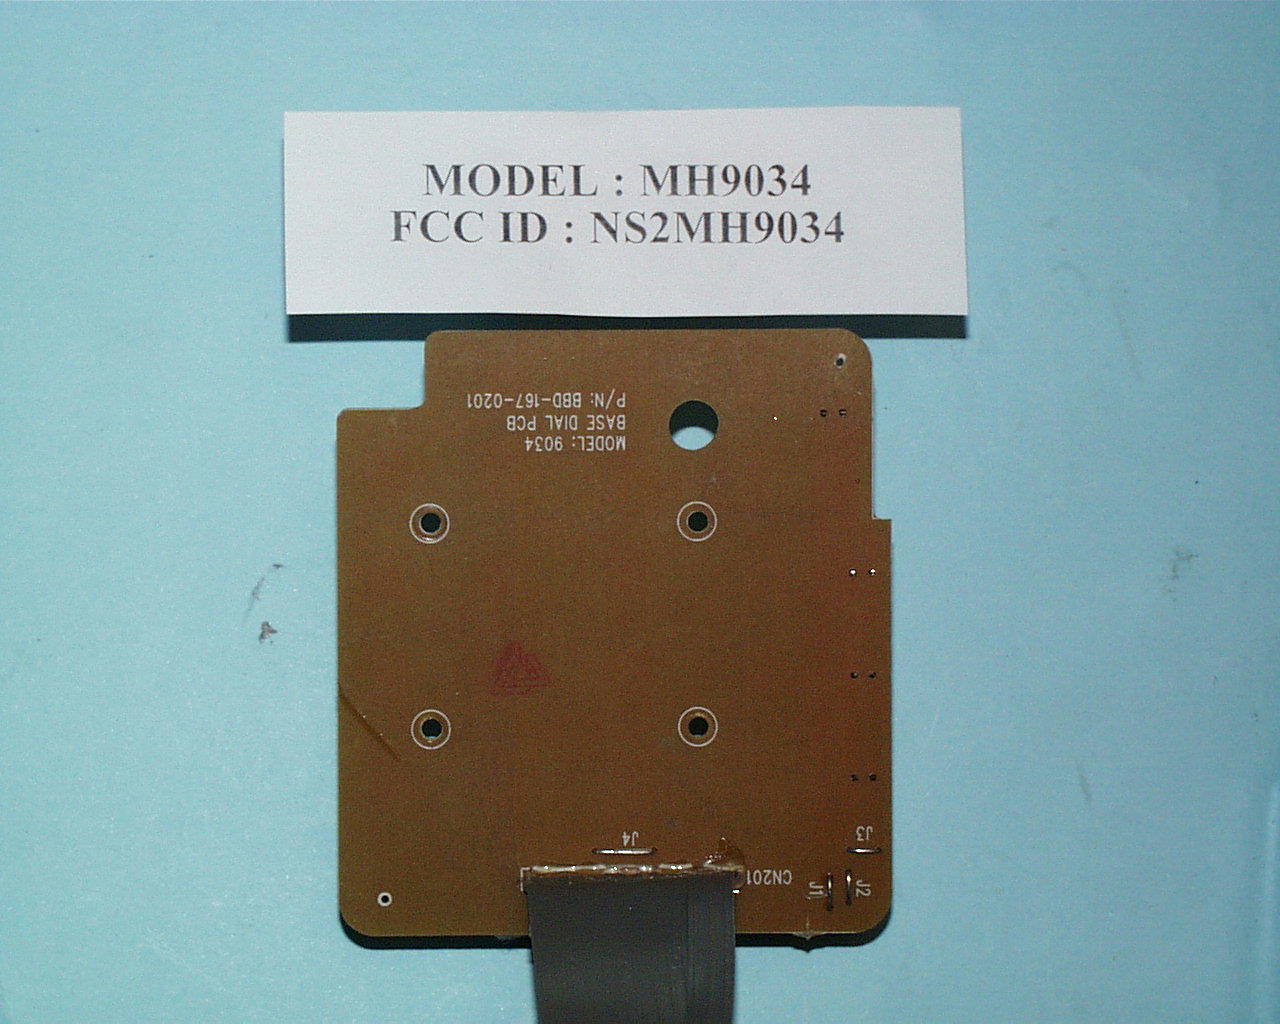 MODEL : MH9034
FCC ID : NS2MH9034
MODEL: 9034
BASE DIAL PCB
P/N: BBD-167-0201
J4
J3
CN201
J1
J2